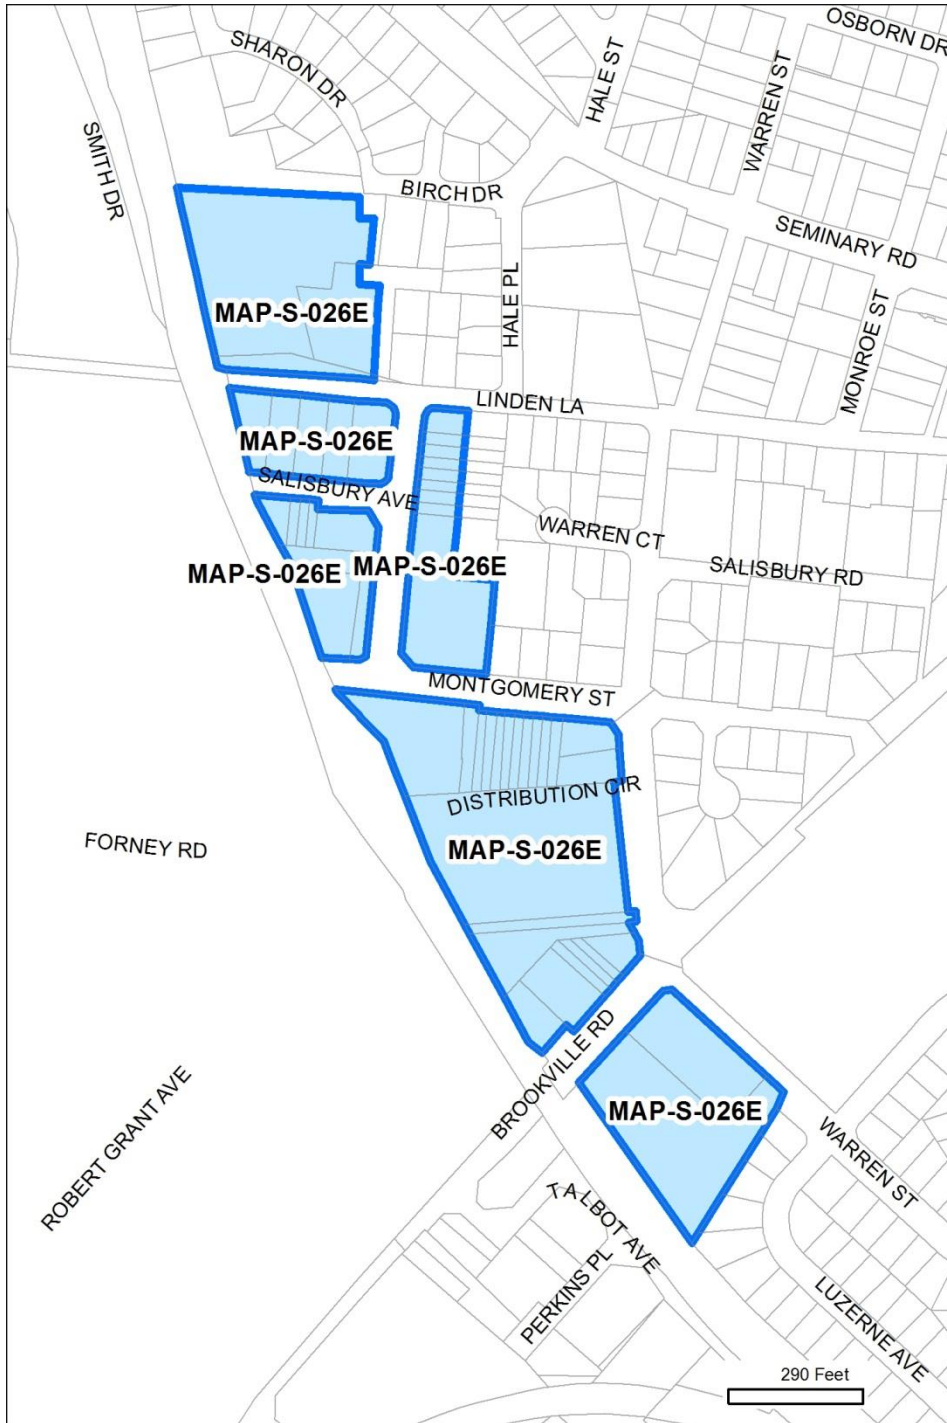 OSBORN DR
SHARON DR
HALE ST
WARREN ST
SMITH DR
BIRCH DR
SEMINARY RD
HALE PL
MAP-S-026E
MONROE ST
LINDEN LA
MAP-S-026E
SALISBURY AVE
WARREN CT
MAP-S-026E
MAP-S-026E
SALISBURY RD
MONTGOMERY ST
DISTRIBUTION CIR
FORNEY RD
MAP-S-026E
BROOKVILLE RD
ROBERT GRANT AVE
MAP-S-026E
WARREN ST
TALBOT AVE
PERKINS PL
LUZERNE AVE
290 Feet